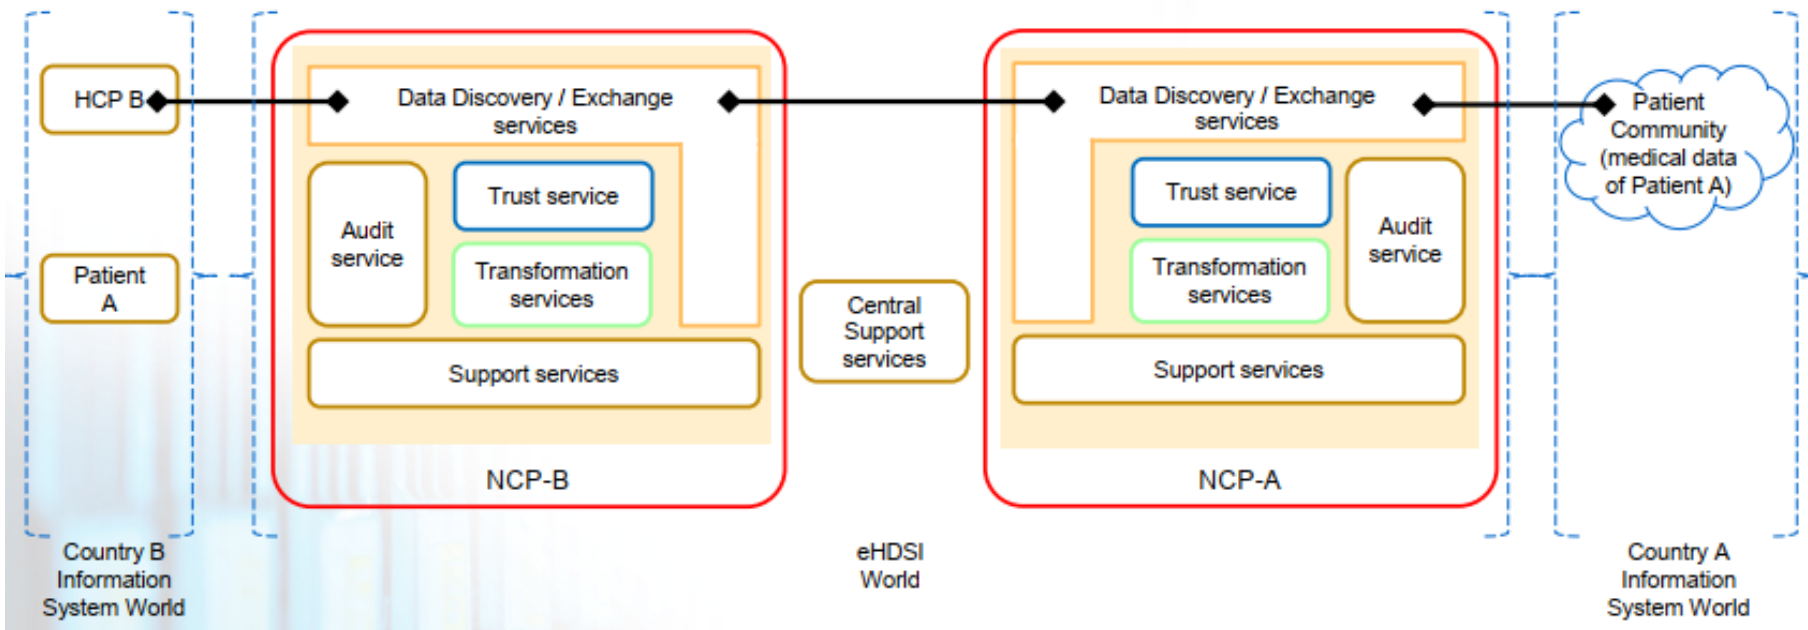 HCP B
Patient
A
Country B
Information
System World
Data Discovery / Exchange
services
Audit
service
Trust service
Transformation
services
Support services
NCP-B
Central
Support
services
eHDSI
World
Data Discovery / Exchange
services
Trust service
Transformation
services
Audit
service
Support services
NCP-A
Patient
Community
(medical data
of Patient A)
Country A
Information
System World